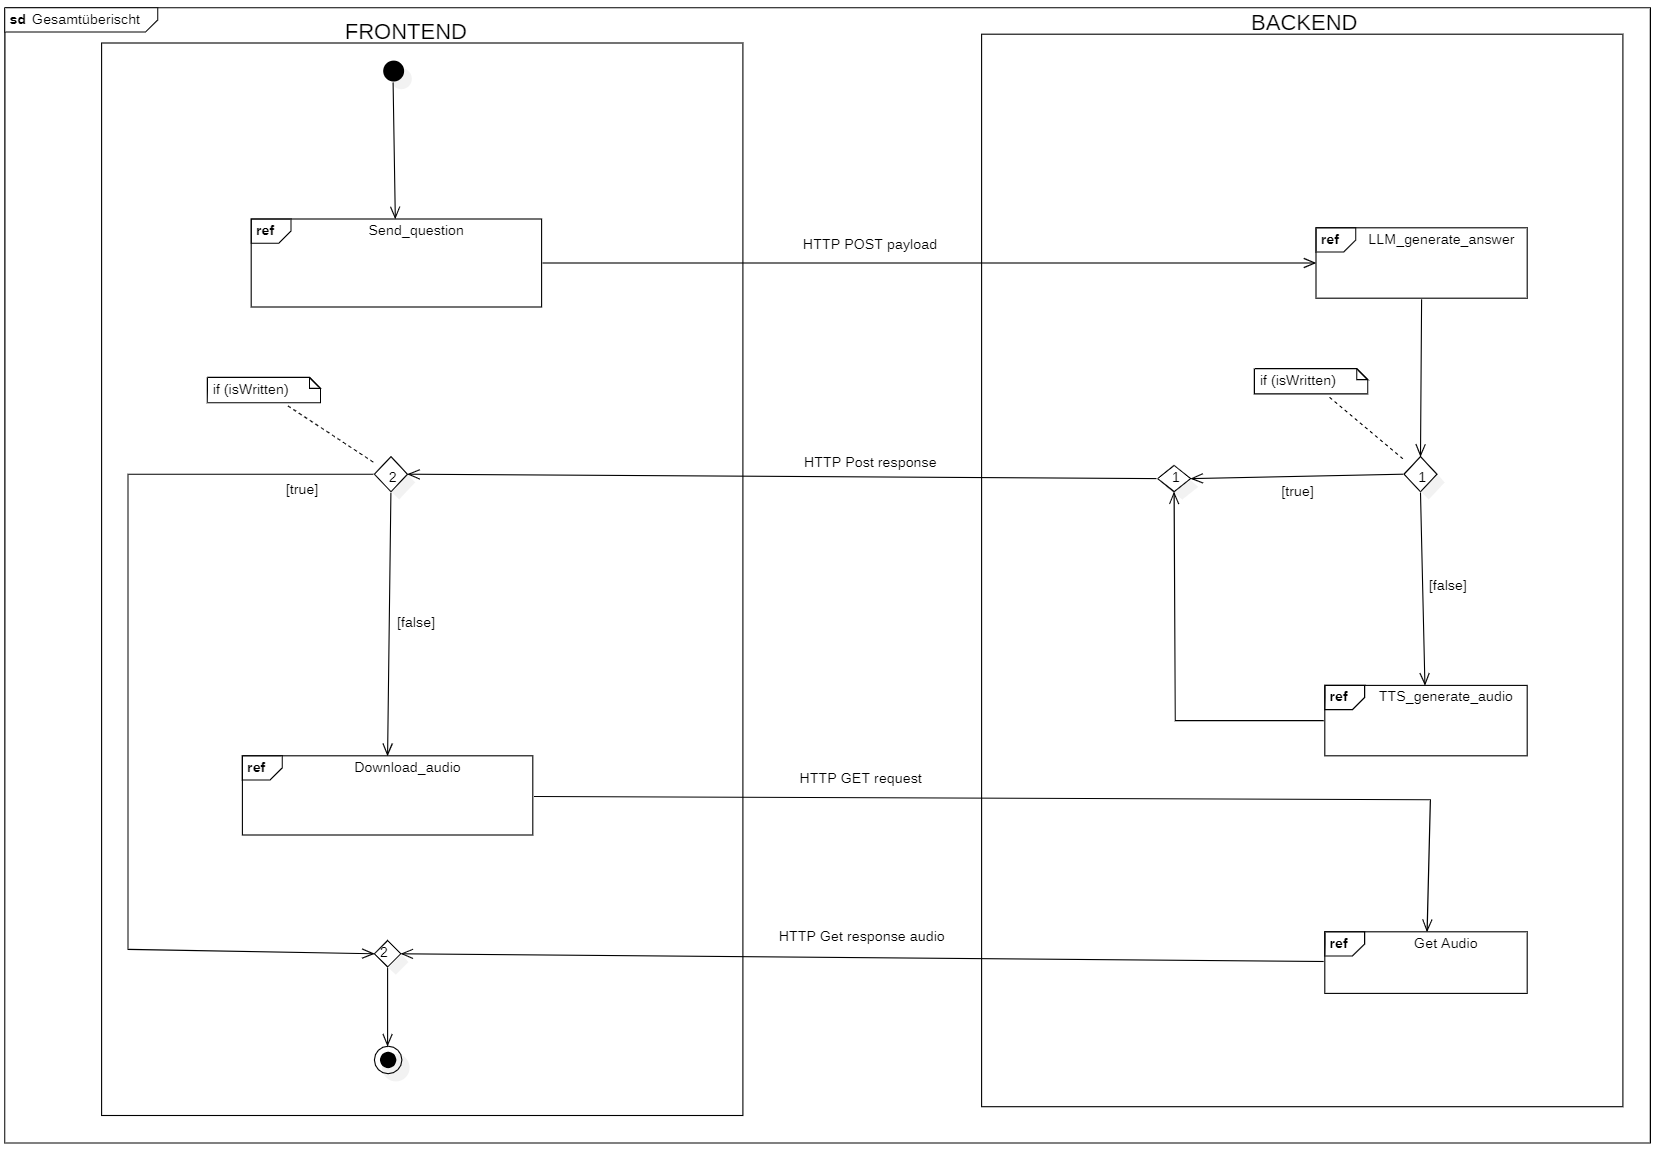 sd Gesamtüberischt
FRONTEND
BACKEND
ref Send_question
HTTP POST payload
ref LLM_generate_answer
if (isWritten)
if (isWritten)
2
HTTP Post response
1
1
[true]
[true]
[false]
[false]
ref TTS_generate_audio
ref Download_audio
HTTP GET request
2
HTTP Get response audio
ref Get Audio